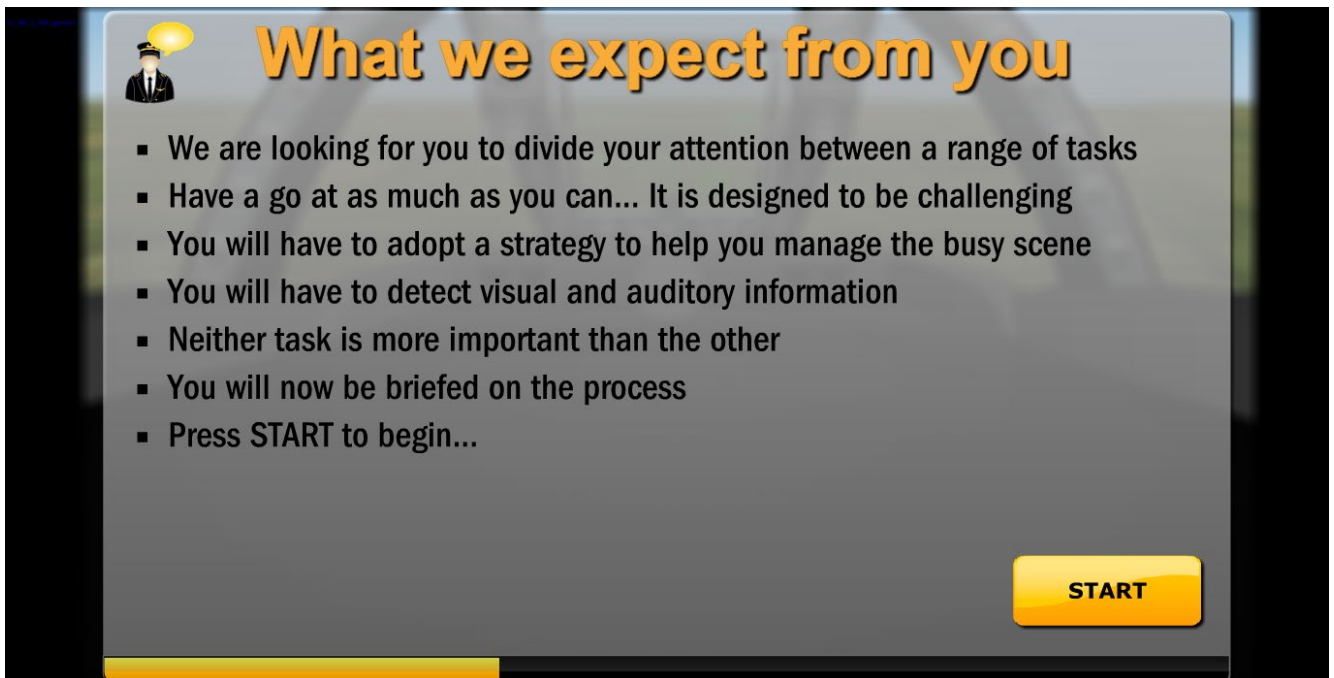 What we expect from you
▪ We are looking for you to divide your attention between a range of tasks
▪ Have a go at as much as you can... It is designed to be challenging
▪ You will have to adopt a strategy to help you manage the busy scene
▪ You will have to detect visual and auditory information
▪ Neither task is more important than the other
▪ You will now be briefed on the process
▪ Press START to begin...
START